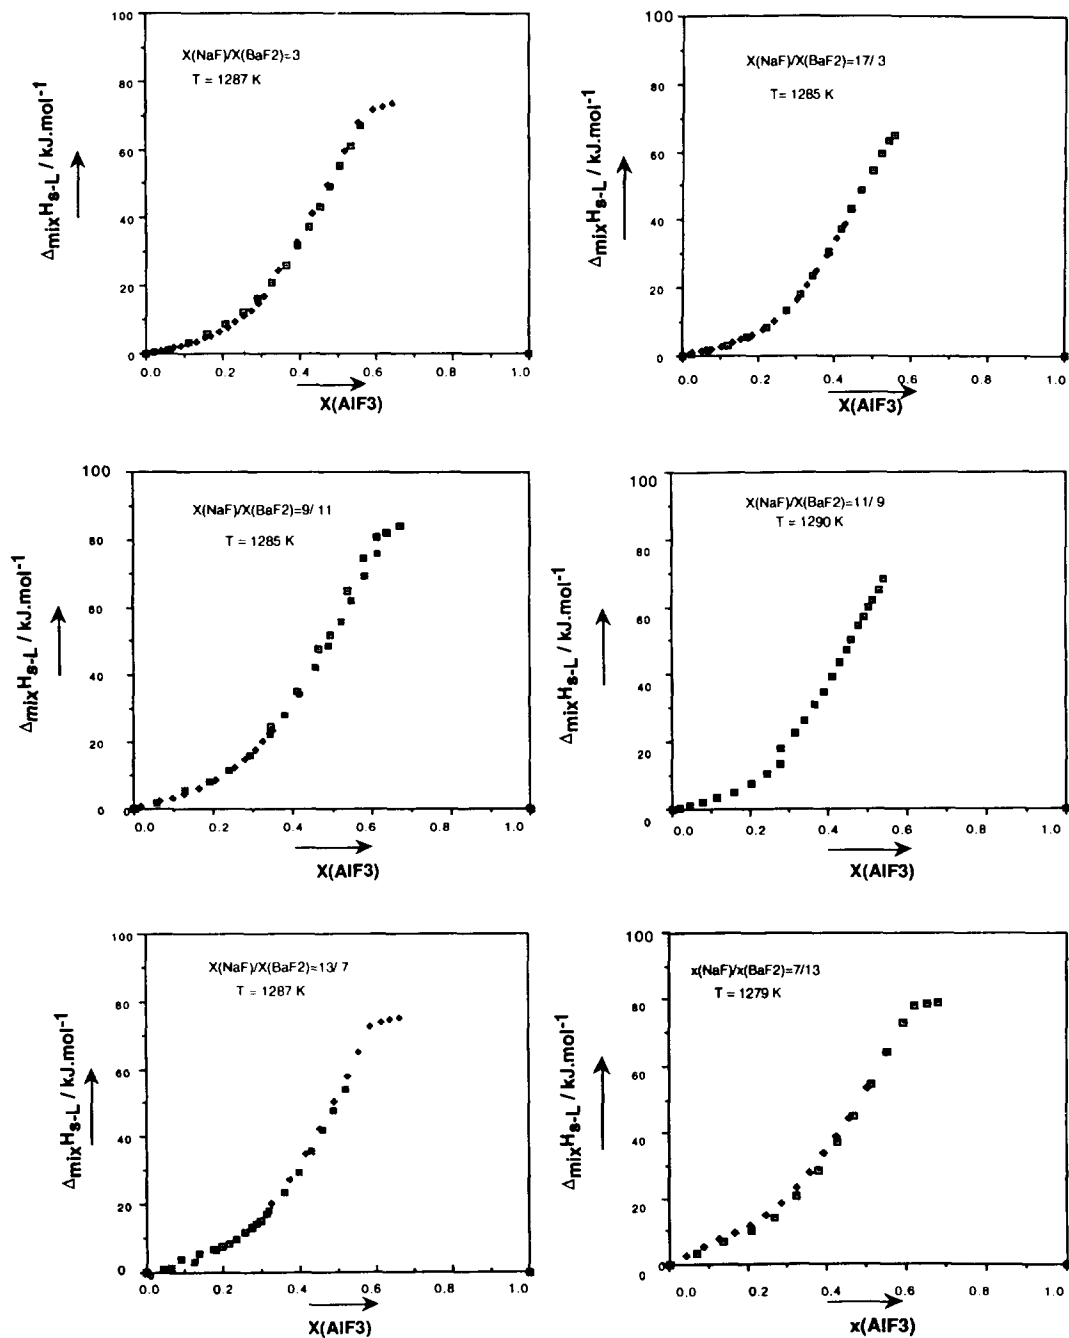 100
X(NaF)/X(BaF2)=3
T = 1287 K
80
60
40
20
0
0.0 0.2 0.4 0.6 0.8 1.0
X(AlF3)
ΔmixHS-L / kJ.mol-1
100
X(NaF)/X(BaF2)=17/3
T= 1285 K
80
60
40
20
0
0.0 0.2 0.4 0.6 0.8 1.0
X(AlF3)
ΔmixHS-L / kJ.mol-1
100
X(NaF)/X(BaF2)=9/11
T = 1285 K
80
60
40
20
0
0.0 0.2 0.4 0.6 0.8 1.0
X(AlF3)
ΔmixHS-L / kJ.mol-1
100
X(NaF)/X(BaF2)=11/9
T = 1290 K
80
60
40
20
0
0.0 0.2 0.4 0.6 0.8 1.0
X(AlF3)
ΔmixHS-L / kJ.mol-1
100
X(NaF)/X(BaF2)=13/7
T = 1287 K
80
60
40
20
0
0.0 0.2 0.4 0.6 0.8 1.0
X(AlF3)
ΔmixHS-L / kJ.mol-1
100
x(NaF)/x(BaF2)=7/13
T = 1279 K
80
60
40
20
0
0.0 0.2 0.4 0.6 0.8 1.0
x(AlF3)
ΔmixHS-L / kJ.mol-1